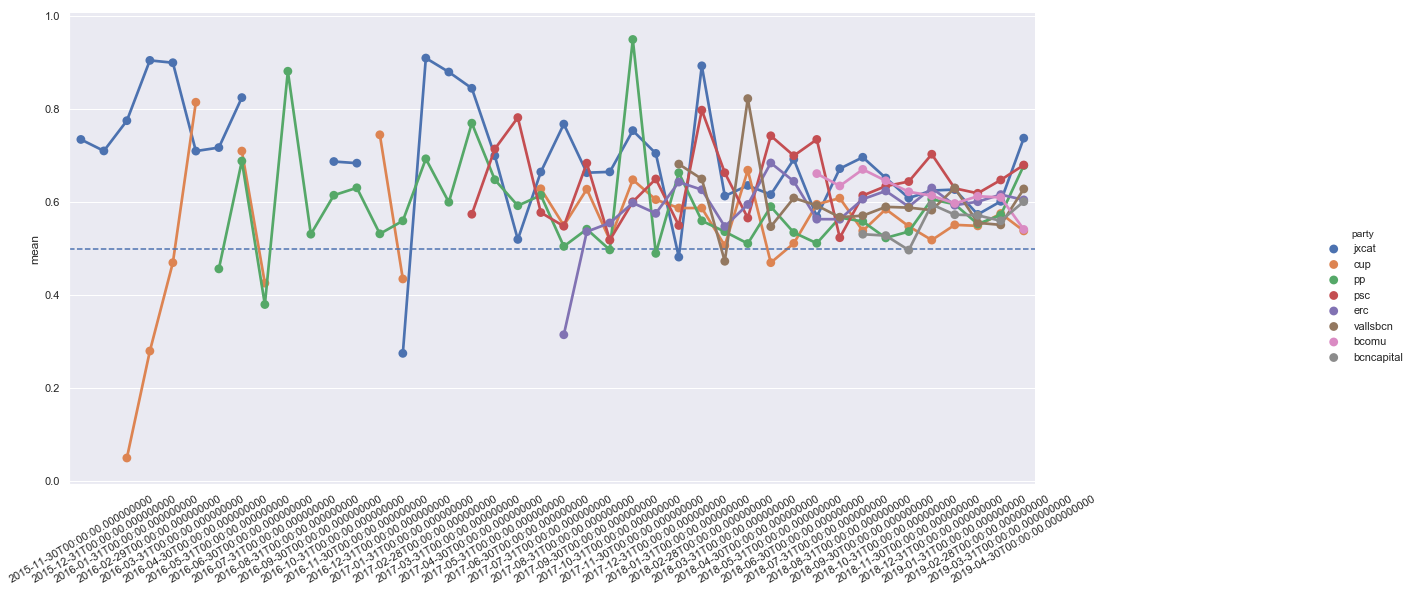 1.0
0.8
0.6
0.4
0.2
0.0
mean
2015-11-30T00:00:00.000000000
2015-12-31T00:00:00.000000000
2016-01-31T00:00:00.000000000
2016-02-29T00:00:00.000000000
2016-03-31T00:00:00.000000000
2016-04-30T00:00:00.000000000
2016-05-31T00:00:00.000000000
2016-06-30T00:00:00.000000000
2016-07-31T00:00:00.000000000
2016-08-31T00:00:00.000000000
2016-09-30T00:00:00.000000000
2016-10-31T00:00:00.000000000
2016-11-30T00:00:00.000000000
2016-12-31T00:00:00.000000000
2017-01-31T00:00:00.000000000
2017-02-28T00:00:00.000000000
2017-03-31T00:00:00.000000000
2017-04-30T00:00:00.000000000
2017-05-31T00:00:00.000000000
2017-06-30T00:00:00.000000000
2017-07-31T00:00:00.000000000
2017-08-31T00:00:00.000000000
2017-09-30T00:00:00.000000000
2017-10-31T00:00:00.000000000
2017-11-30T00:00:00.000000000
2017-12-31T00:00:00.000000000
2018-01-31T00:00:00.000000000
2018-02-28T00:00:00.000000000
2018-03-31T00:00:00.000000000
2018-04-30T00:00:00.000000000
2018-05-31T00:00:00.000000000
2018-06-30T00:00:00.000000000
2018-07-31T00:00:00.000000000
2018-08-31T00:00:00.000000000
2018-09-30T00:00:00.000000000
2018-10-31T00:00:00.000000000
2018-11-30T00:00:00.000000000
2018-12-31T00:00:00.000000000
2019-01-31T00:00:00.000000000
2019-02-28T00:00:00.000000000
2019-03-31T00:00:00.000000000
2019-04-30T00:00:00.000000000
party
jxcat
cup
pp
psc
erc
vallsbcn
bcomu
bcncapital